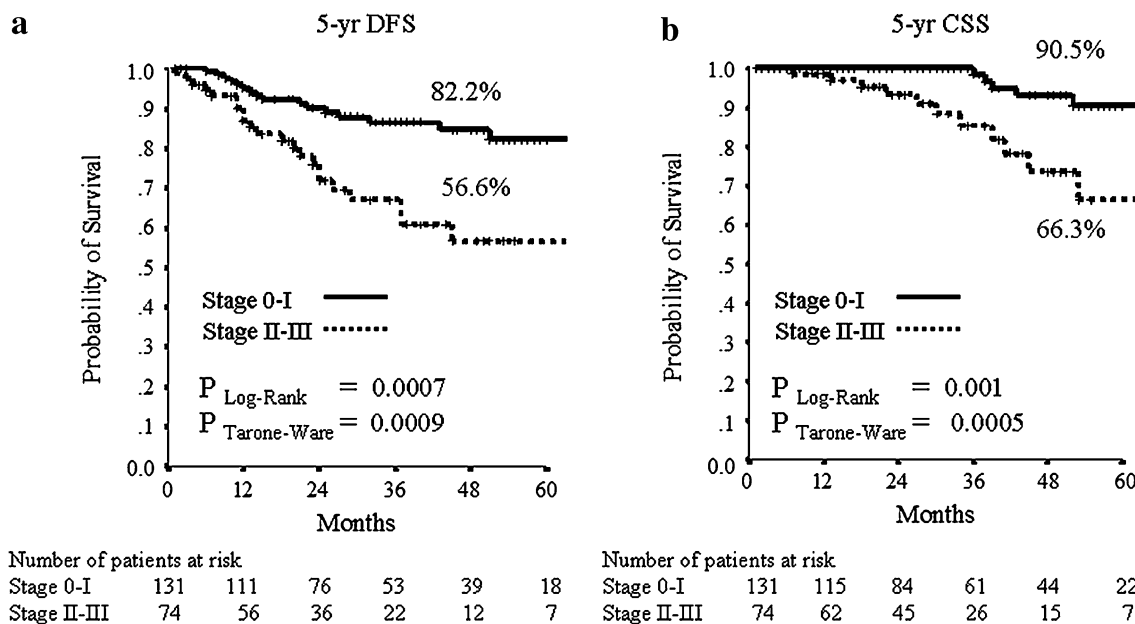 a
5-yr DFS
1.0
.9
.8
.7
.6
.5
.4
.3
.2
.1
0.0
Probability of Survival
82.2%
56.6%
Stage 0-I
Stage II-III
P Log-Rank = 0.0007
P Tarone-Ware = 0.0009
0 12 24 36 48 60
Months
Number of patients at risk
Stage 0-I 131 111 76 53 39 18
Stage II-III 74 56 36 22 12 7
b
5-yr CSS
1.0
.9
.8
.7
.6
.5
.4
.3
.2
.1
0.0
Probability of Survival
90.5%
66.3%
Stage 0-I
Stage II-III
P Log-Rank = 0.001
P Tarone-Ware = 0.0005
0 12 24 36 48 60
Months
Number of patients at risk
Stage 0-I 131 115 84 61 44 22
Stage II-III 74 62 45 26 15 7